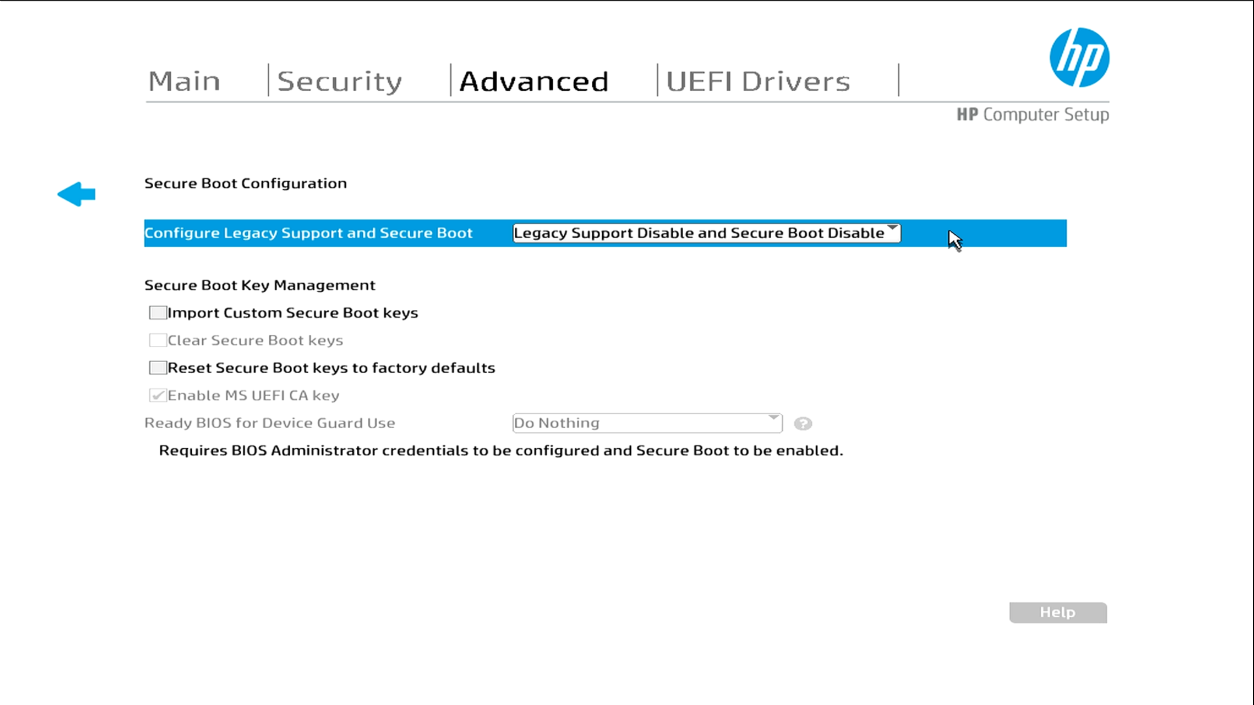 hp
Main Security Advanced UEFI Drivers
HP Computer Setup
Secure Boot Configuration
Configure Legacy Support and Secure Boot Legacy Support Disable and Secure Boot Disable
Secure Boot Key Management
Import Custom Secure Boot keys
Clear Secure Boot keys
Reset Secure Boot keys to factory defaults
Enable MS UEFI CA key
Ready BIOS for Device Guard Use Do Nothing ?
Requires BIOS Administrator credentials to be configured and Secure Boot to be enabled.
Help